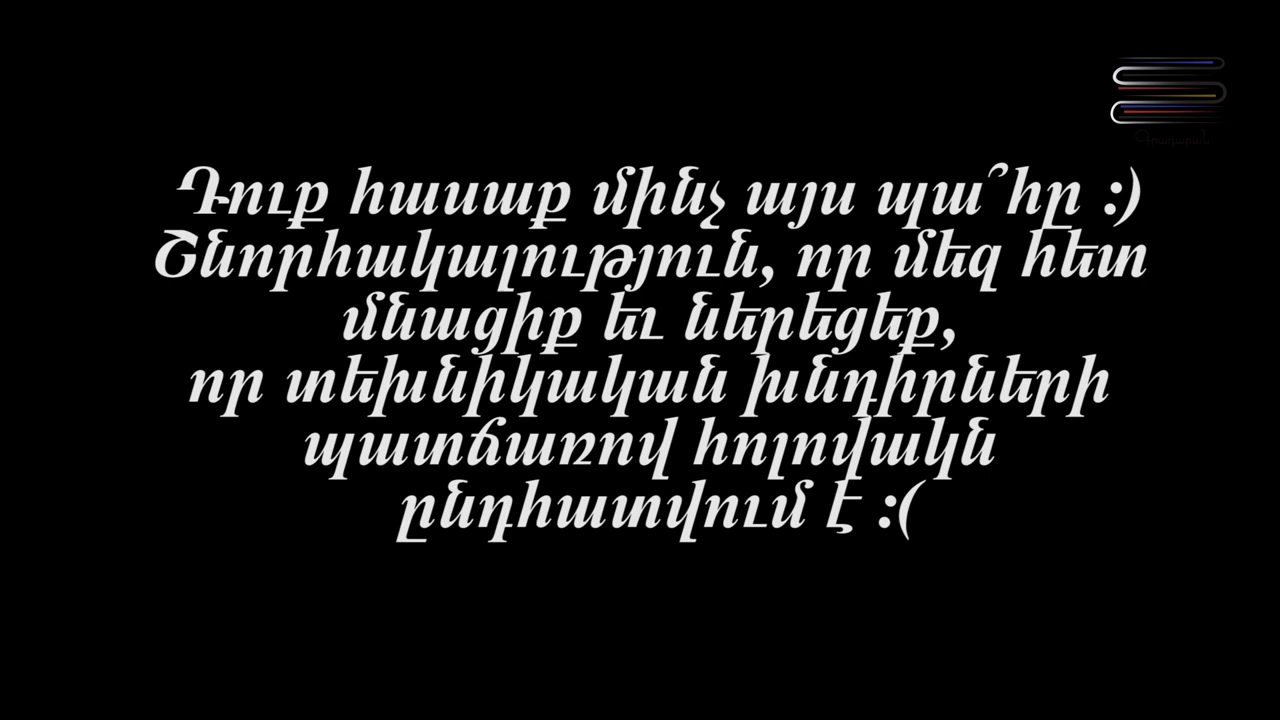 Գրադարան
Դուք հասաք մինչ այս պա՞հը :)
Շնորհակալություն, որ մեզ հետ
մնացիք եւ ներեցեք,
որ տեխնիկական խնդիրների
պատճառով հոլովակն
ընդհատվում է :(